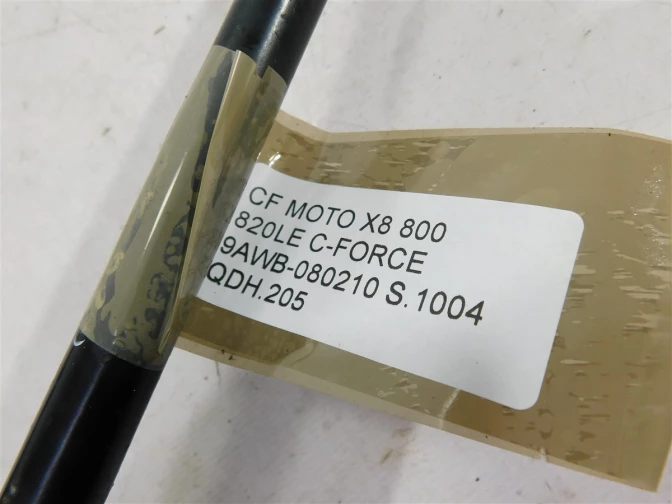 CF MOTO X8 800
.820LE C-FORCE
9AWB-080210 S.1004
QDH.205